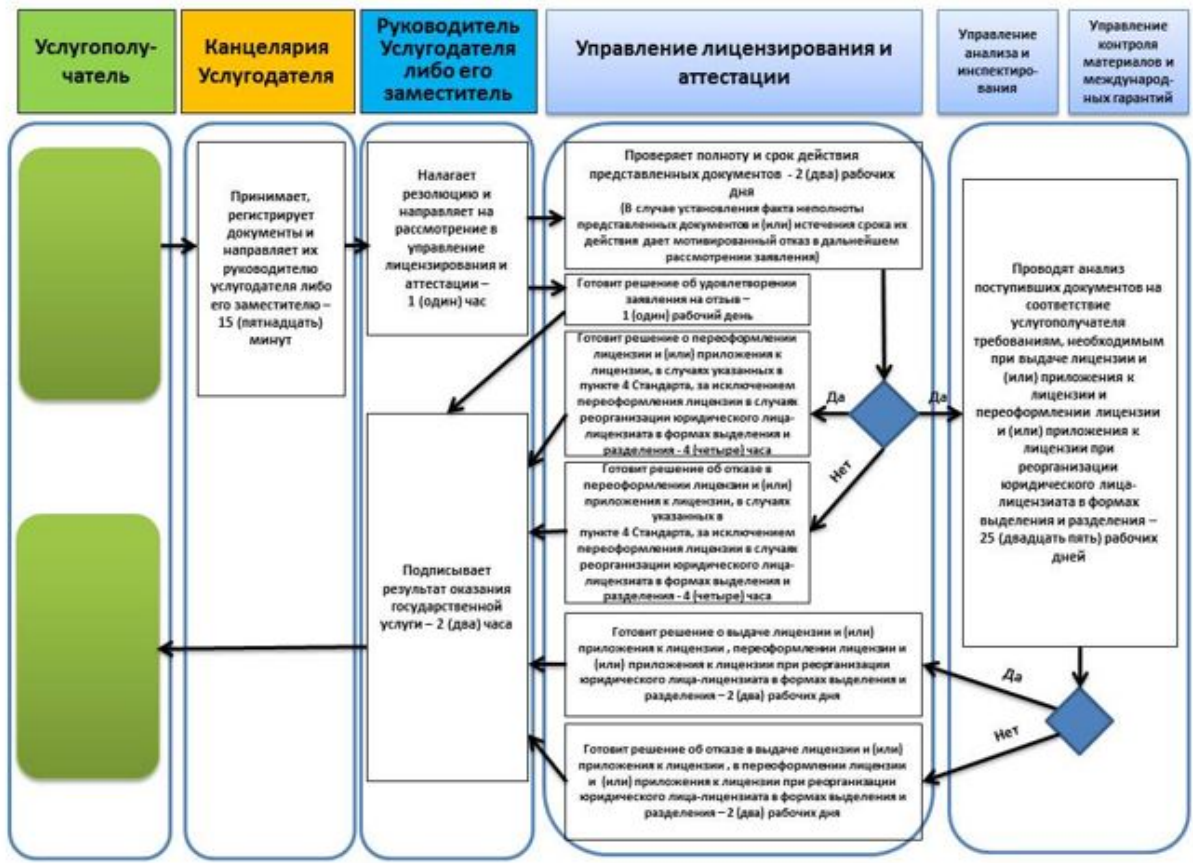 Услугополу-
чатель
Канцелярия
Услугодателя
Руководитель
Услугодателя
либо его
заместитель
Управление лицензирования и
аттестации
Управление
анализа и
инспектиро-
вания
Управление
контроля
материалов и
международ-
ных гарантий
Принимает,
регистрирует
документы и
направляет их
руководителю
услугодателя либо
его заместителю –
15 (пятнадцать)
минут
Налагает
резолюцию и
направляет на
рассмотрение в
управление
лицензирования и
аттестации –
1 (один) час
Проверяет полноту и срок действия
представленных документов - 2 (два) рабочих
дня
(В случае установления факта неполноты
представленных документов и (или) истечения срока их
действия дает мотивированный отказ в дальнейшем
рассмотрении заявления)
Готовит решение об удовлетворении
заявления на отзыв –
1 (один) рабочий день
Готовит решение о переоформлении
лицензии и (или) приложения к
лицензии, в случаях указанных в
пункте 4 Стандарта, за исключением
переоформления лицензии в случаях
реорганизации юридического лица-
лицензиата в формах выделения и
разделения - 4 (четыре) часа
Да
Да
Нет
Готовит решение об отказе в
переоформлении лицензии и (или)
приложения к лицензии, в случаях
указанных в
пункте 4 Стандарта, за исключением
переоформления лицензии в случаях
реорганизации юридического лица-
лицензиата в формах выделения и
разделения - 4 (четыре) часа
Проводят анализ
поступивших документов на
соответствие
услугополучателя
требованиям, необходимым
при выдаче лицензии и
(или) приложения к
лицензии и
переоформлении лицензии
и (или) приложения к
лицензии при
реорганизации
юридического лица-
лицензиата в формах
выделения и разделения –
25 (двадцать пять) рабочих
дней
Подписывает
результат оказания
государственной
услуги – 2 (два) часа
Готовит решение о выдаче лицензии и (или)
приложения к лицензии , переоформлении лицензии и
(или) приложения к лицензии при реорганизации
юридического лица-лицензиата в формах выделения и
разделения – 2 (два) рабочих дня
Да
Нет
Готовит решение об отказе в выдаче лицензии и (или)
приложения к лицензии , в переоформлении лицензии
и (или) приложения к лицензии при реорганизации
юридического лица-лицензиата в формах выделения и
разделения – 2 (два) рабочих дня